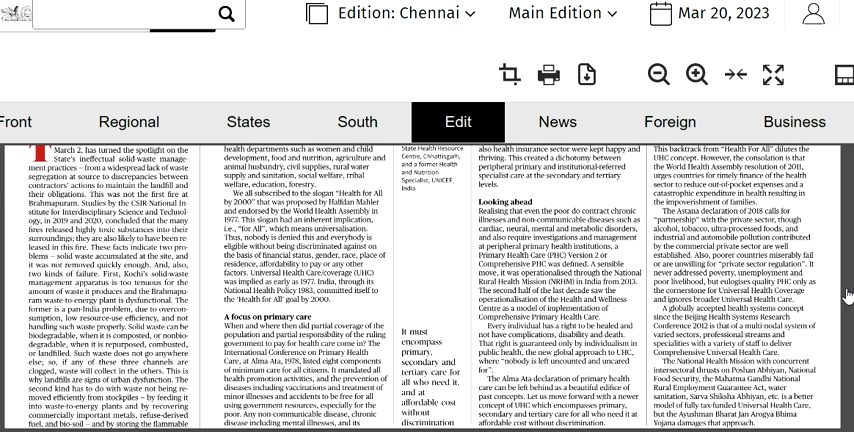 Edition: Chennai
Main Edition
Mar 20, 2023
Front
Regional
States
South
Edit
News
Foreign
Business
T
March 2, has turned the spotlight on the
State's ineffectual solid-waste manage-
ment practices – from a widespread lack of waste
segregation at source to discrepancies between
contractors' actions to maintain the landfill and
their obligations. This was not the first fire at
Brahmapuram. Studies by the CSIR-National In-
stitute for Interdisciplinary Science and Technol-
ogy, in 2019 and 2020, concluded that the many
fires released highly toxic substances into their
surroundings; they are also likely to have been re-
leased in this fire. These facts indicate two pro-
blems – solid waste accumulated at the site, and
it was not removed quickly enough. And, also,
two kinds of failure. First, Kochi's solid-waste
management apparatus is too tenuous for the
amount of waste it produces and the Brahmapu-
ram waste-to-energy plant is dysfunctional. The
former is a pan-India problem, due to overcon-
sumption, low resource-use efficiency, and not
handling such waste properly. Solid waste can be
biodegradable, when it is composted, or nonbio-
degradable, when it is repurposed, combusted,
or landfilled. Such waste does not go anywhere
else; so, if any of these three channels are
clogged, waste will collect in the others. This is
why landfills are signs of urban dysfunction. The
second kind has to do with waste not being re-
moved efficiently from stockpiles – by feeding it
into waste-to-energy plants and by recovering
commercially important metals, refuse-derived
fuel, and bio-soil – and by storing the flammable
health departments such as women and child
development, food and nutrition, agriculture and
animal husbandry, civil supplies, rural water
supply and sanitation, social welfare, tribal
welfare, education, forestry.
We all subscribed to the slogan "Health for All
by 2000" that was proposed by Halfdan Mahler
and endorsed by the World Health Assembly in
1977. This slogan had an inherent implication,
i.e., "for All", which means universalisation.
Thus, nobody is denied this and everybody is
eligible without being discriminated against on
the basis of financial status, gender, race, place of
residence, affordability to pay or any other
factors. Universal Health Care/coverage (UHC)
was implied as early as 1977. India, through its
National Health Policy 1983, committed itself to
the 'Health for All' goal by 2000.
A focus on primary care
When and where then did partial coverage of the
population and partial responsibility of the ruling
government to pay for health care come in? The
International Conference on Primary Health
Care, at Alma Ata, 1978, listed eight components
of minimum care for all citizens. It mandated all
health promotion activities, and the prevention of
diseases including vaccinations and treatment of
minor illnesses and accidents to be free for all
using government resources, especially for the
poor. Any non-communicable disease, chronic
disease including mental illnesses, and its
State Health Resource
Centre, Chhattisgarh,
and a former Health
and Nutrition
Specialist, UNICEF,
India
It must
encompass
primary,
secondary and
tertiary care for
all who need it,
and at
affordable cost
without
discrimination
also health insurance sector were kept happy and
thriving. This created a dichotomy between
peripheral primary and institutional-referred
specialist care at the secondary and tertiary
levels.
Looking ahead
Realising that even the poor do contract chronic
illnesses and non-communicable diseases such as
cardiac, neural, mental and metabolic disorders,
and also require investigations and management
at peripheral primary health institutions, a
Primary Health Care (PHC) Version 2 or
Comprehensive PHC was defined. A sensible
move, it was operationalised through the National
Rural Health Mission (NRHM) in India from 2013.
The second half of the last decade saw the
operationalisation of the Health and Wellness
Centre as a model of implementation of
Comprehensive Primary Health Care.
Every individual has a right to be healed and
not have complications, disability and death.
That right is guaranteed only by individualism in
public health, the new global approach to UHC,
where "nobody is left uncounted and uncared
for".
The Alma Ata declaration of primary health
care can be left behind as a beautiful edifice of
past concepts. Let us move forward with a newer
concept of UHC which encompasses primary,
secondary and tertiary care for all who need it at
affordable cost without discrimination.
This backtrack from "Health For All" dilutes the
UHC concept. However, the consolation is that
the World Health Assembly resolution of 2011,
urges countries for timely finance of the health
sector to reduce out-of-pocket expenses and a
catastrophic expenditure in health resulting in
the impoverishment of families.
The Astana declaration of 2018 calls for
"partnership" with the private sector, though
alcohol, tobacco, ultra-processed foods, and
industrial and automobile pollution contributed
by the commercial private sector are well
established. Also, poorer countries miserably fail
or are unwilling for "private sector regulation". It
never addressed poverty, unemployment and
poor livelihood, but eulogises quality PHC only as
the cornerstone for Universal Health Coverage
and ignores broader Universal Health Care.
A globally accepted health systems concept
since the Beijing Health Systems Research
Conference 2012 is that of a multi-nodal system of
varied sectors, professional streams and
specialities with a variety of staff to deliver
Comprehensive Universal Health Care.
The National Health Mission with concurrent
intersectoral thrusts on Poshan Abhiyan, National
Food Security, the Mahatma Gandhi National
Rural Employment Guarantee Act, water
sanitation, Sarva Shiksha Abhiyan, etc. is a better
model of fully tax-funded Universal Health Care,
but the Ayushman Bharat Jan Arogya Bhima
Yojana damages that approach.